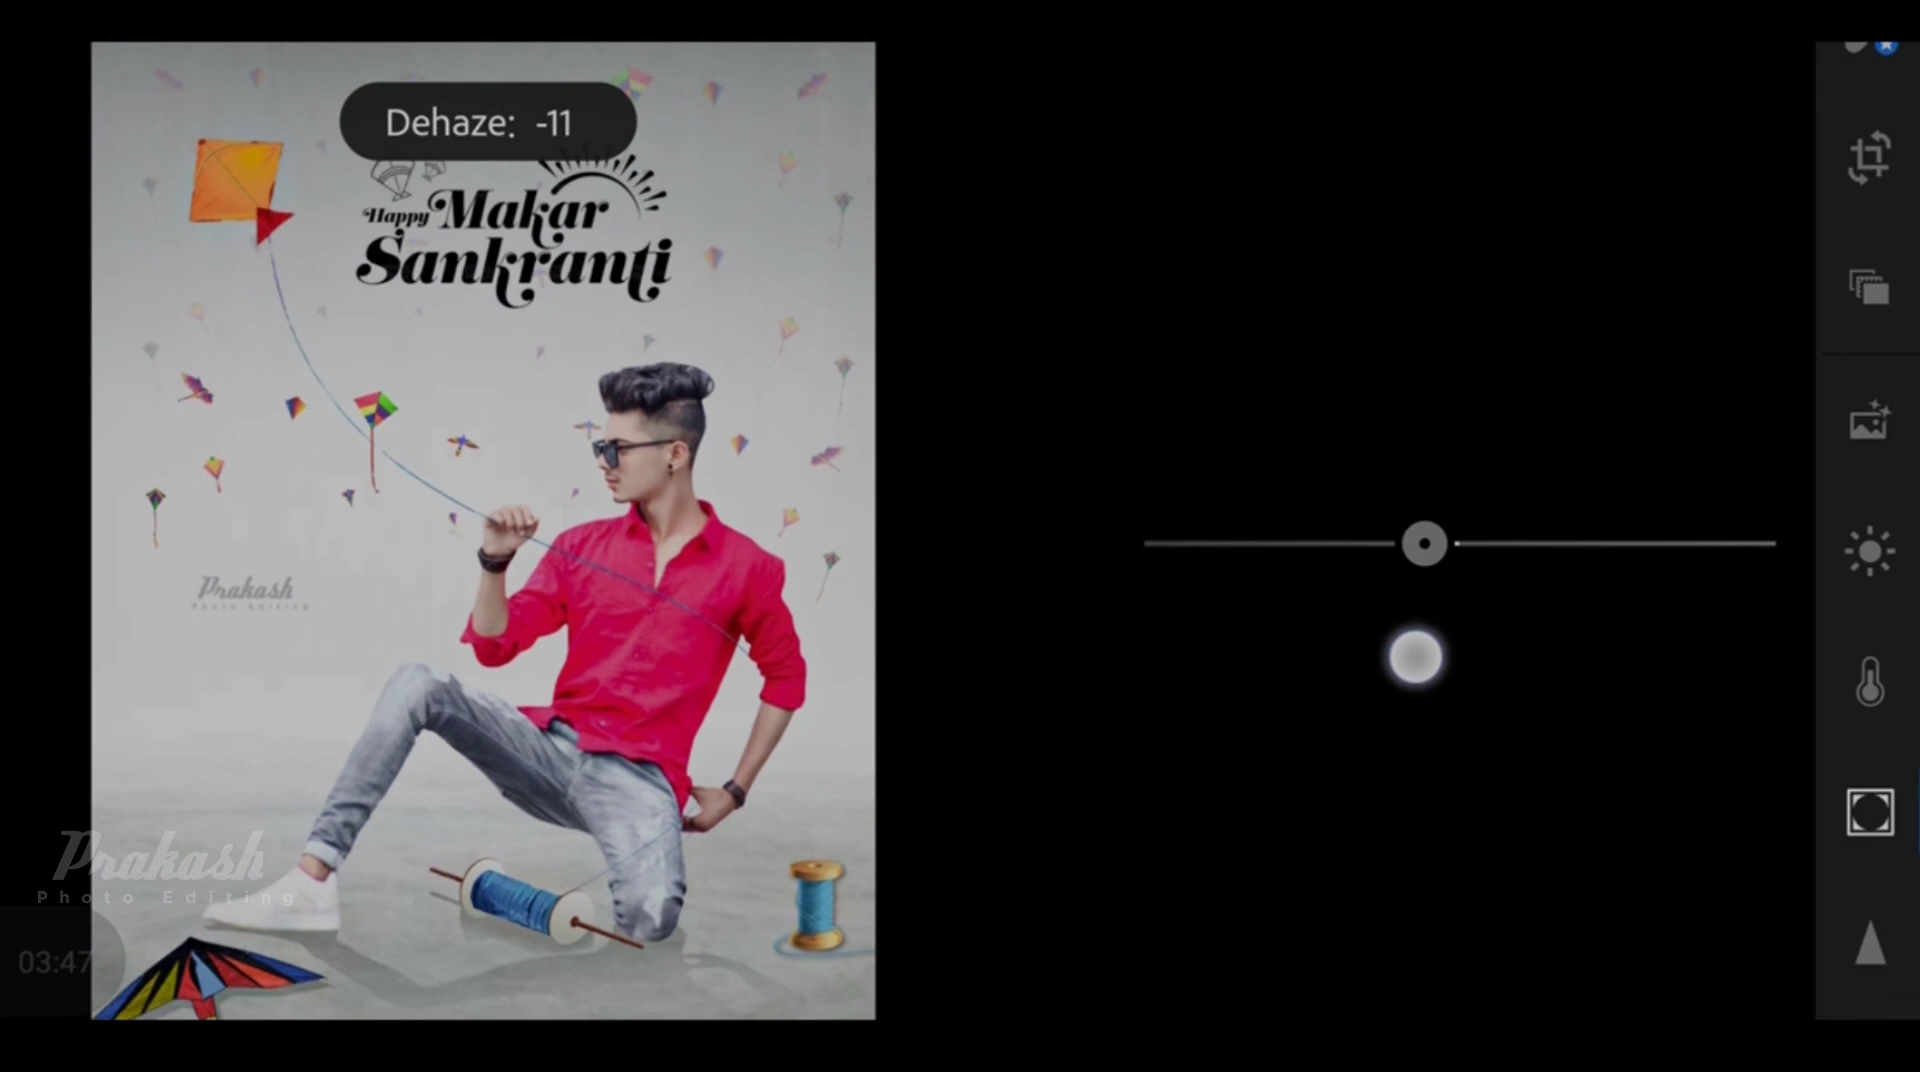 Dehaze: -11
Happy Makar
Sankranti
Prakash
Photo Editing
Prakash
Photo Editing
03:47